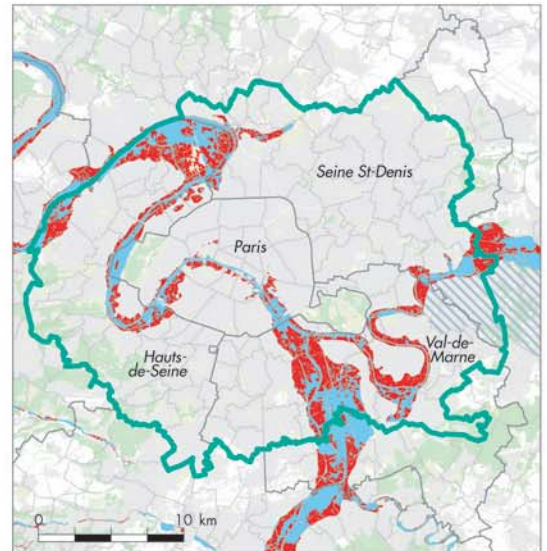 Seine St-Denis
Paris
Val-de-
Marne
Hauts-
de-Seine
0 10 km